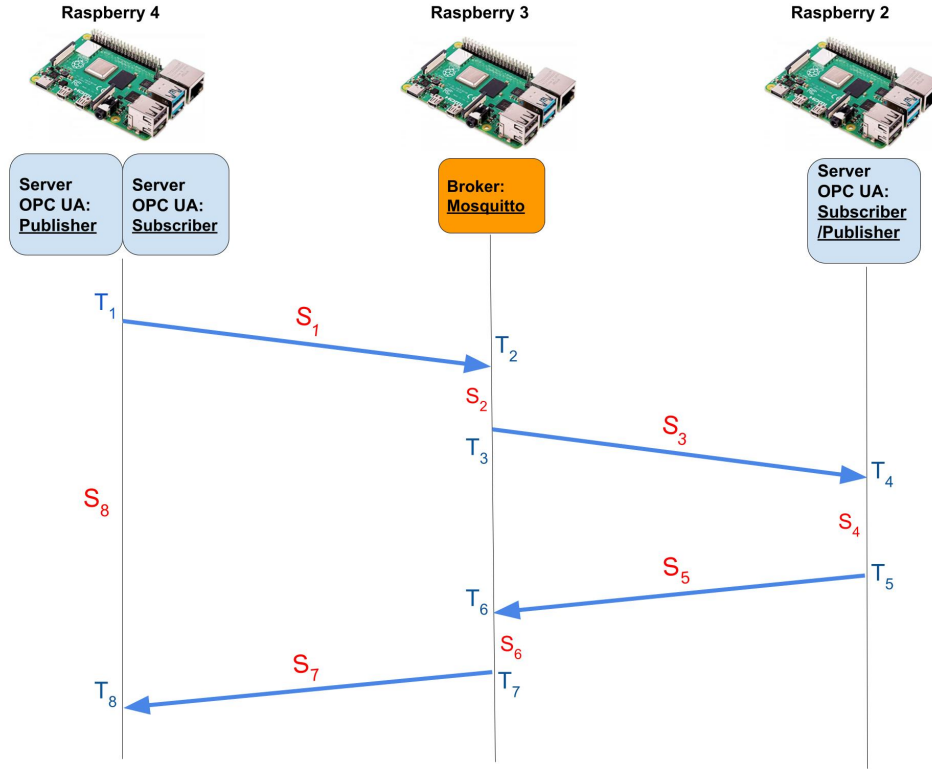 Raspberry 4
Raspberry 3
Raspberry 2
Server
OPC UA:
Publisher
Server
OPC UA:
Subscriber
Broker:
Mosquitto
Server
OPC UA:
Subscriber
/Publisher
T1
S1
T2
S2
T3
S3
T4
S8
S4
S5
T5
T6
S6
S7
T7
T8